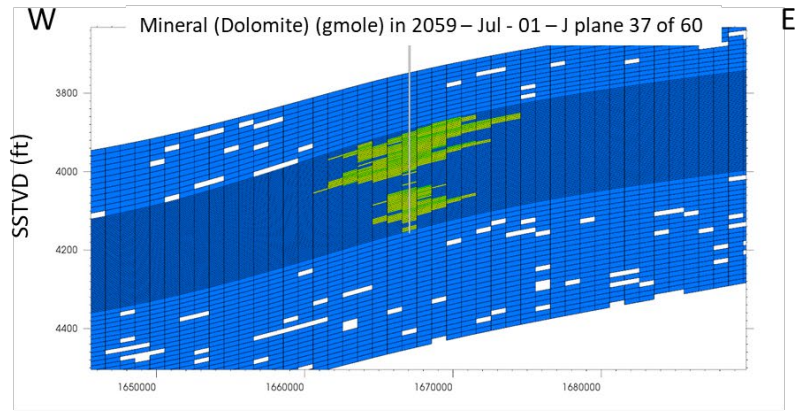 W Mineral (Dolomite) (gmole) in 2059 – Jul - 01 – J plane 37 of 60 E
SSTVD (ft)
3800
4000
4200
4400
1650000 1660000 1670000 1680000